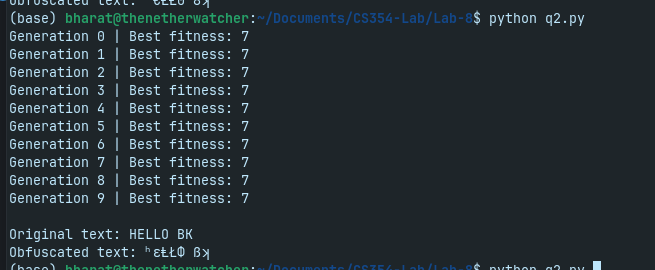 Obfuscated text: ʰɛⱠŁΦ ßʞ
(base) bharat@thenetherwatcher:~/Documents/CS354-Lab/Lab-8$ python q2.py
Generation 0 | Best fitness: 7
Generation 1 | Best fitness: 7
Generation 2 | Best fitness: 7
Generation 3 | Best fitness: 7
Generation 4 | Best fitness: 7
Generation 5 | Best fitness: 7
Generation 6 | Best fitness: 7
Generation 7 | Best fitness: 7
Generation 8 | Best fitness: 7
Generation 9 | Best fitness: 7
Original text: HELLO BK
Obfuscated text: ʰɛⱠŁΦ ßʞ
(base) bharat@thenetherwatcher:~/Documents/CS354-Lab/Lab-8$ python q2.py